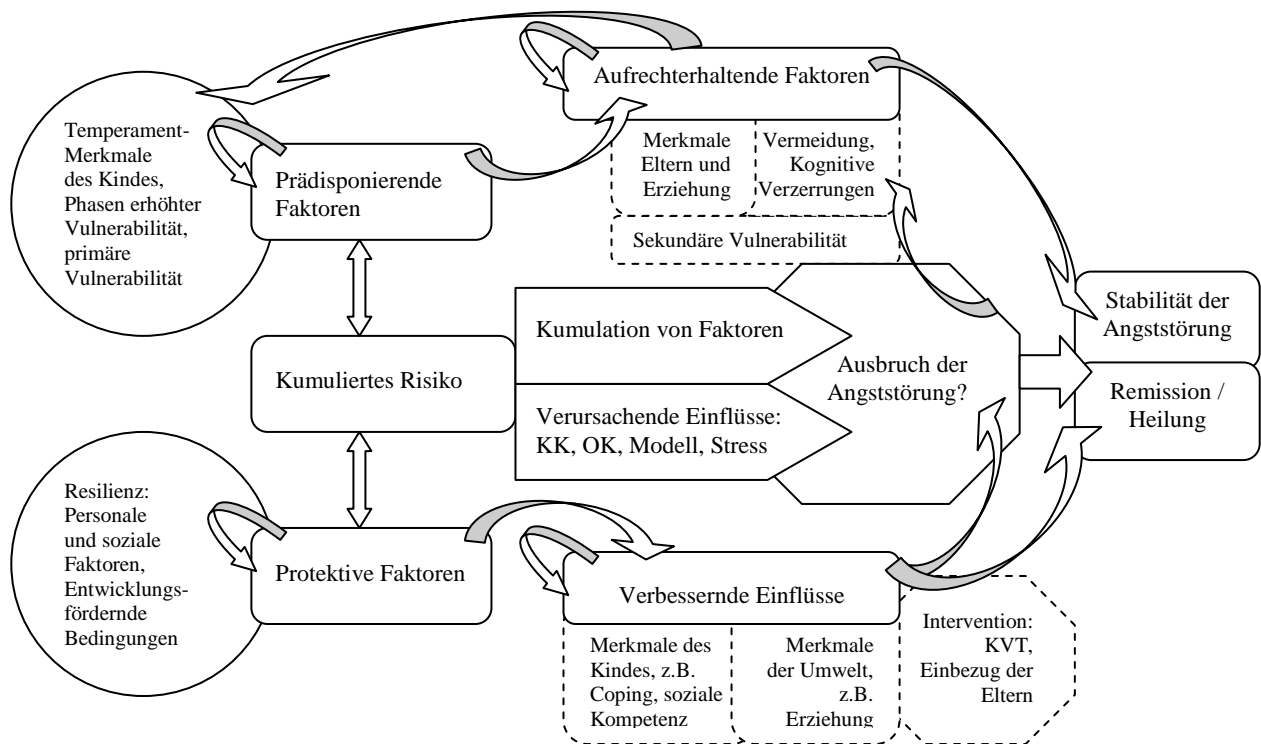 Aufrechterhaltende Faktoren
Temperament-
Merkmale
des Kindes,
Phasen erhöhter
Vulnerabilität,
primäre
Vulnerabilität
Prädisponierende
Faktoren
Merkmale
Eltern und
Erziehung
Vermeidung,
Kognitive
Verzerrungen
Sekundäre Vulnerabilität
Kumuliertes Risiko
Kumulation von Faktoren
Verursachende Einflüsse:
KK, OK, Modell, Stress
Ausbruch der
Angststörung?
Stabilität der
Angststörung
Remission /
Heilung
Resilienz:
Personale
und soziale
Faktoren,
Entwicklungs-
fördernde
Bedingungen
Protektive Faktoren
Verbessernde Einflüsse
Merkmale des
Kindes, z.B.
Coping, soziale
Kompetenz
Merkmale
der Umwelt,
z.B.
Erziehung
Intervention:
KVT,
Einbezug der
Eltern